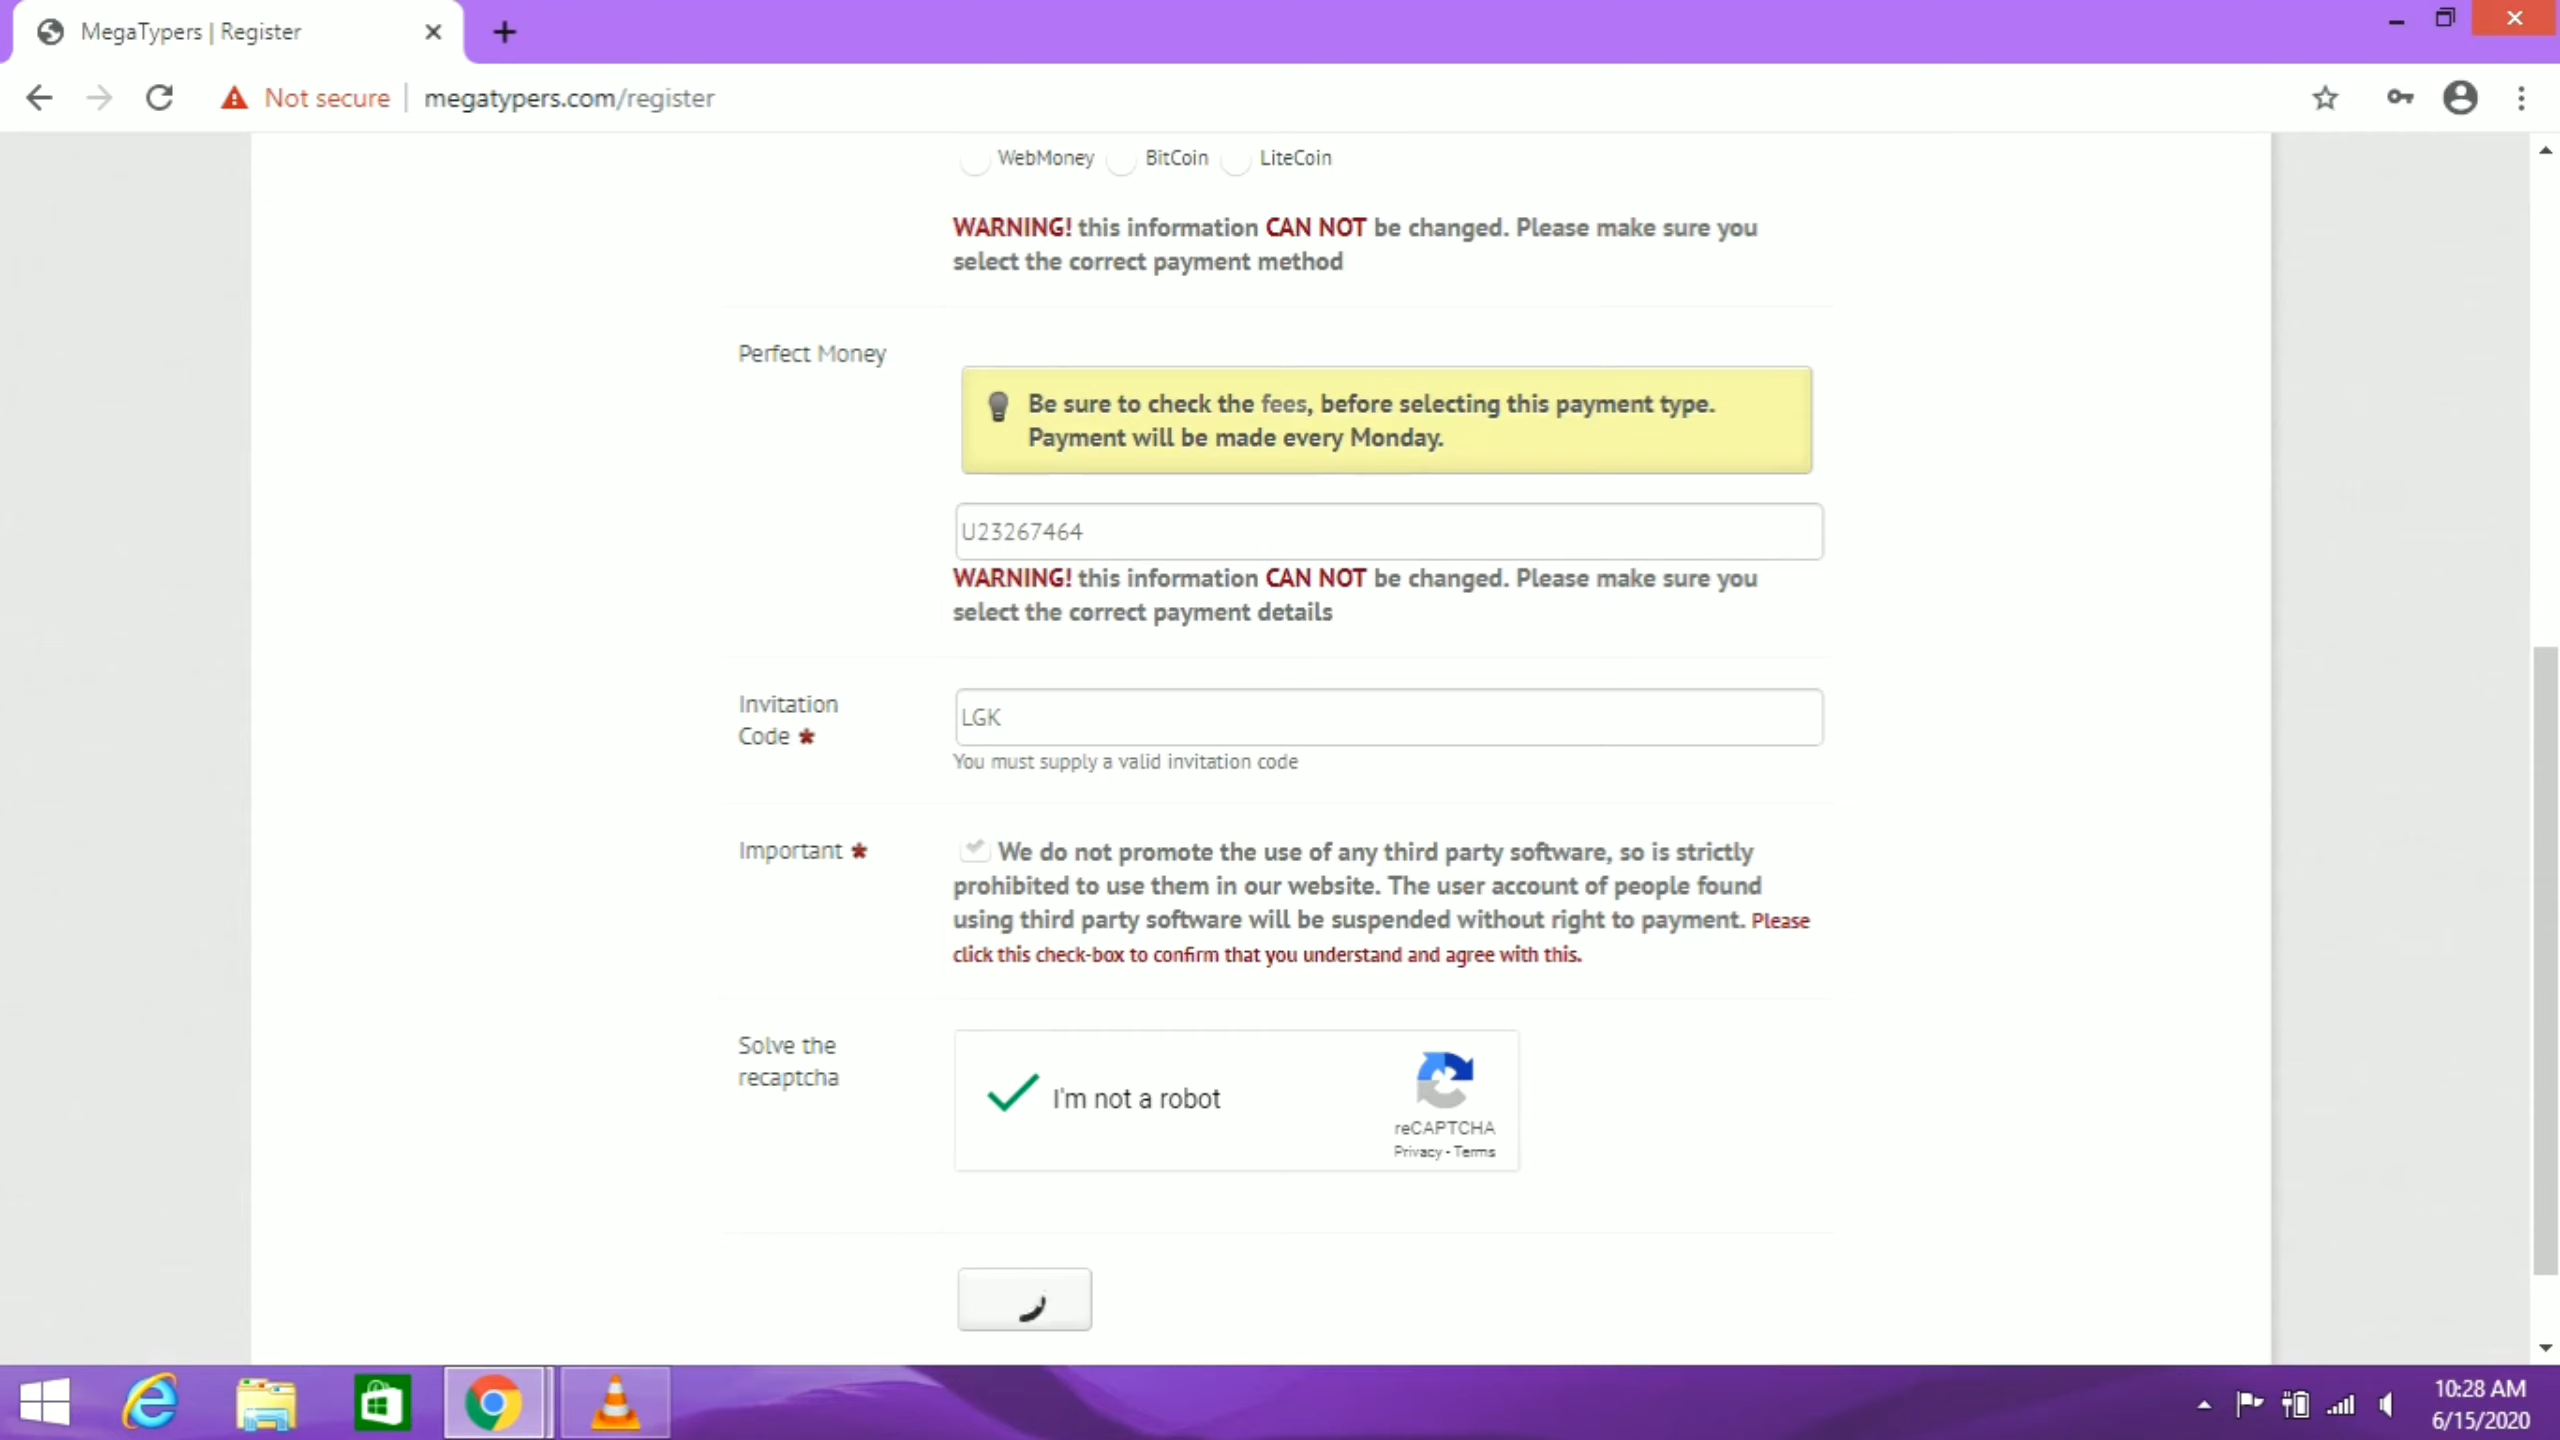 MegaTypers | Register
Not secure
megatypers.com/register
WebMoney BitCoin LiteCoin
WARNING! this information CAN NOT be changed. Please make sure you
select the correct payment method
Perfect Money
Be sure to check the fees, before selecting this payment type.
Payment will be made every Monday.
U23267464
WARNING! this information CAN NOT be changed. Please make sure you
select the correct payment details
Invitation
Code *
LGK
You must supply a valid invitation code
Important *
We do not promote the use of any third party software, so is strictly
prohibited to use them in our website. The user account of people found
using third party software will be suspended without right to payment. Please
click this check-box to confirm that you understand and agree with this.
Solve the
recaptcha
I'm not a robot
reCAPTCHA
Privacy - Terms
10:28 AM
6/15/2020